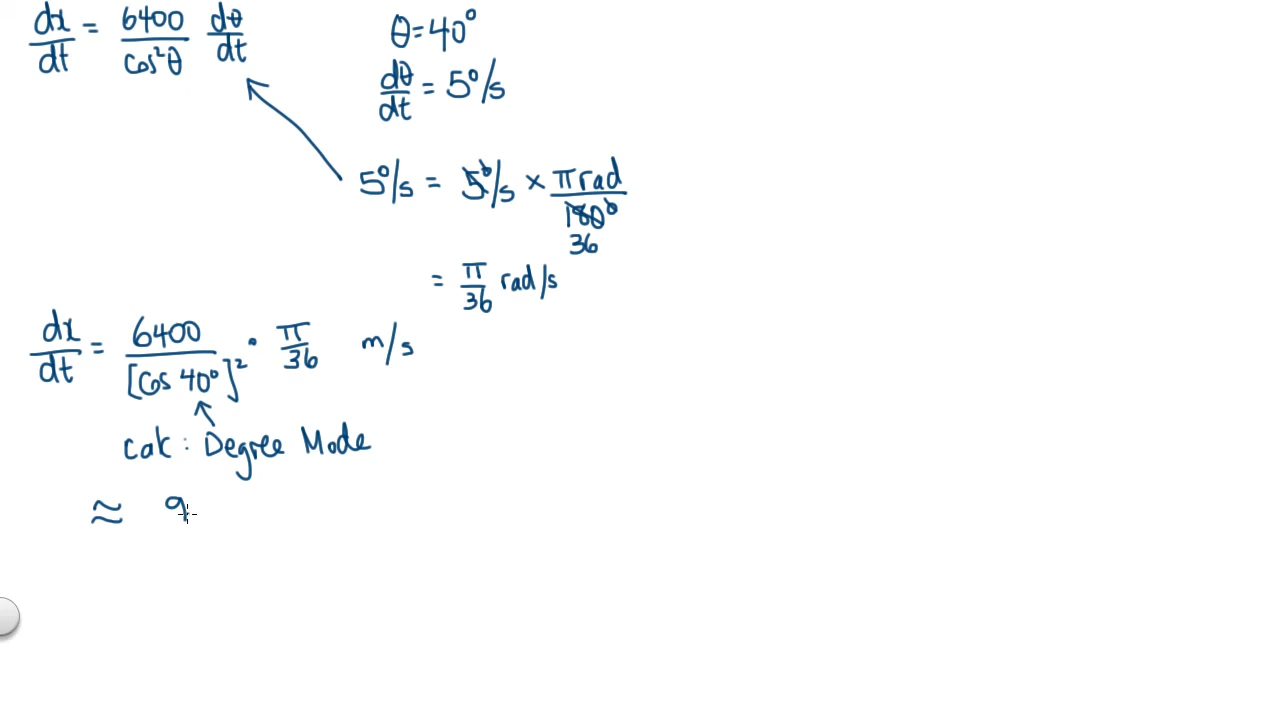 dx/dt = 6400/cos²θ dθ/dt
θ = 40°
dθ/dt = 5°/s
5°/s = 5°/s × π rad/180°
36
= π/36 rad/s
dx/dt = 6400/[cos 40°]² · π/36 m/s
calc : Degree Mode
≈ 9